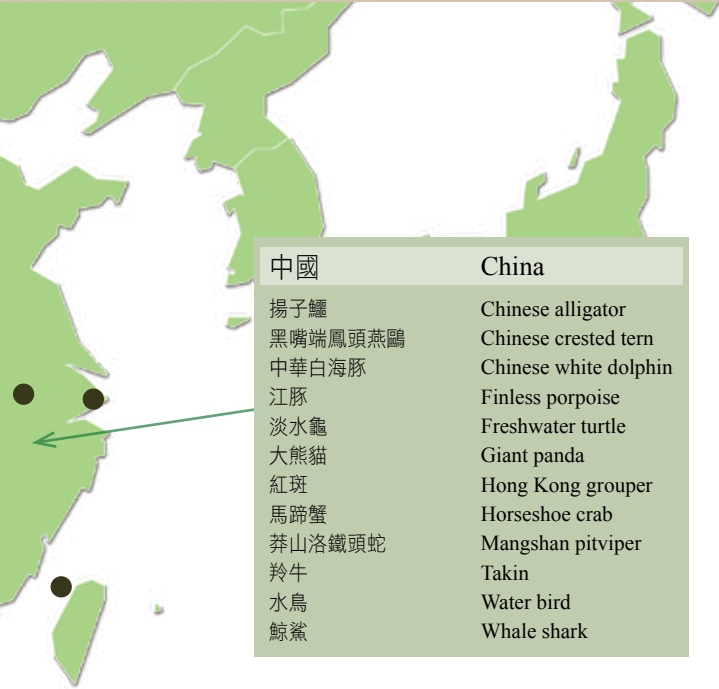 中國 China
揚子鱷 Chinese alligator
黑嘴端鳳頭燕鷗 Chinese crested tern
中華白海豚 Chinese white dolphin
江豚 Finless porpoise
淡水龜 Freshwater turtle
大熊貓 Giant panda
紅斑 Hong Kong grouper
馬蹄蟹 Horseshoe crab
莽山洛鐵頭蛇 Mangshan pitviper
羚牛 Takin
水鳥 Water bird
鯨鯊 Whale shark